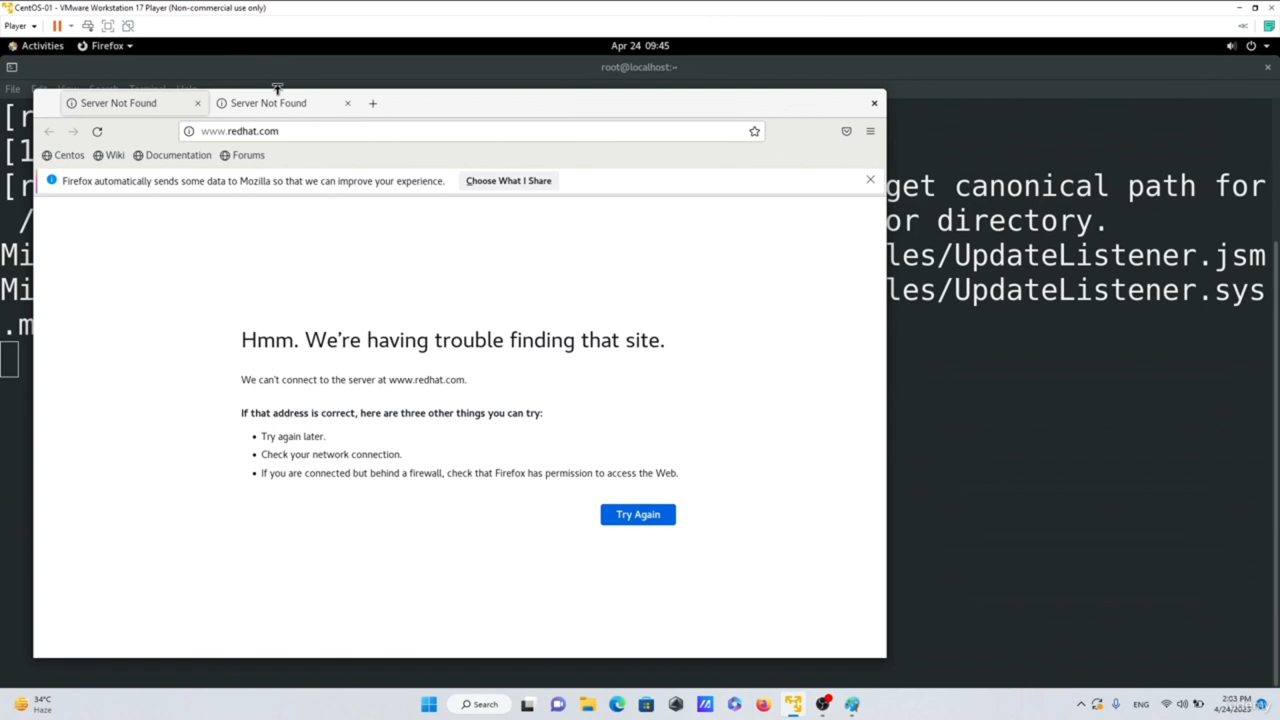 CentOS-01 - VMware Workstation 17 Player (Non-commercial use only)
Player
Activities Firefox Apr 24 09:45
root@localhost:~
File Terminal Help
Server Not Found Server Not Found
www.redhat.com
Centos Wiki Documentation Forums
Firefox automatically sends some data to Mozilla so that we can improve your experience. Choose What I Share
[r
[1
[r get canonical path for
/ or directory.
Mi les/UpdateListener.jsm
Mi les/UpdateListener.sys
.m
Hmm. We're having trouble finding that site.
We can't connect to the server at www.redhat.com.
If that address is correct, here are three other things you can try:
• Try again later.
• Check your network connection.
• If you are connected but behind a firewall, check that Firefox has permission to access the Web.
Try Again
34°C
Haze
Search
ENG
2:03 PM
4/24/2023